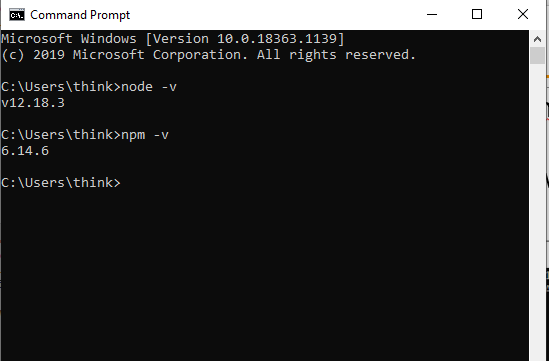 Command Prompt
Microsoft Windows [Version 10.0.18363.1139]
(c) 2019 Microsoft Corporation. All rights reserved.
C:\Users\think>node -v
v12.18.3
C:\Users\think>npm -v
6.14.6
C:\Users\think>